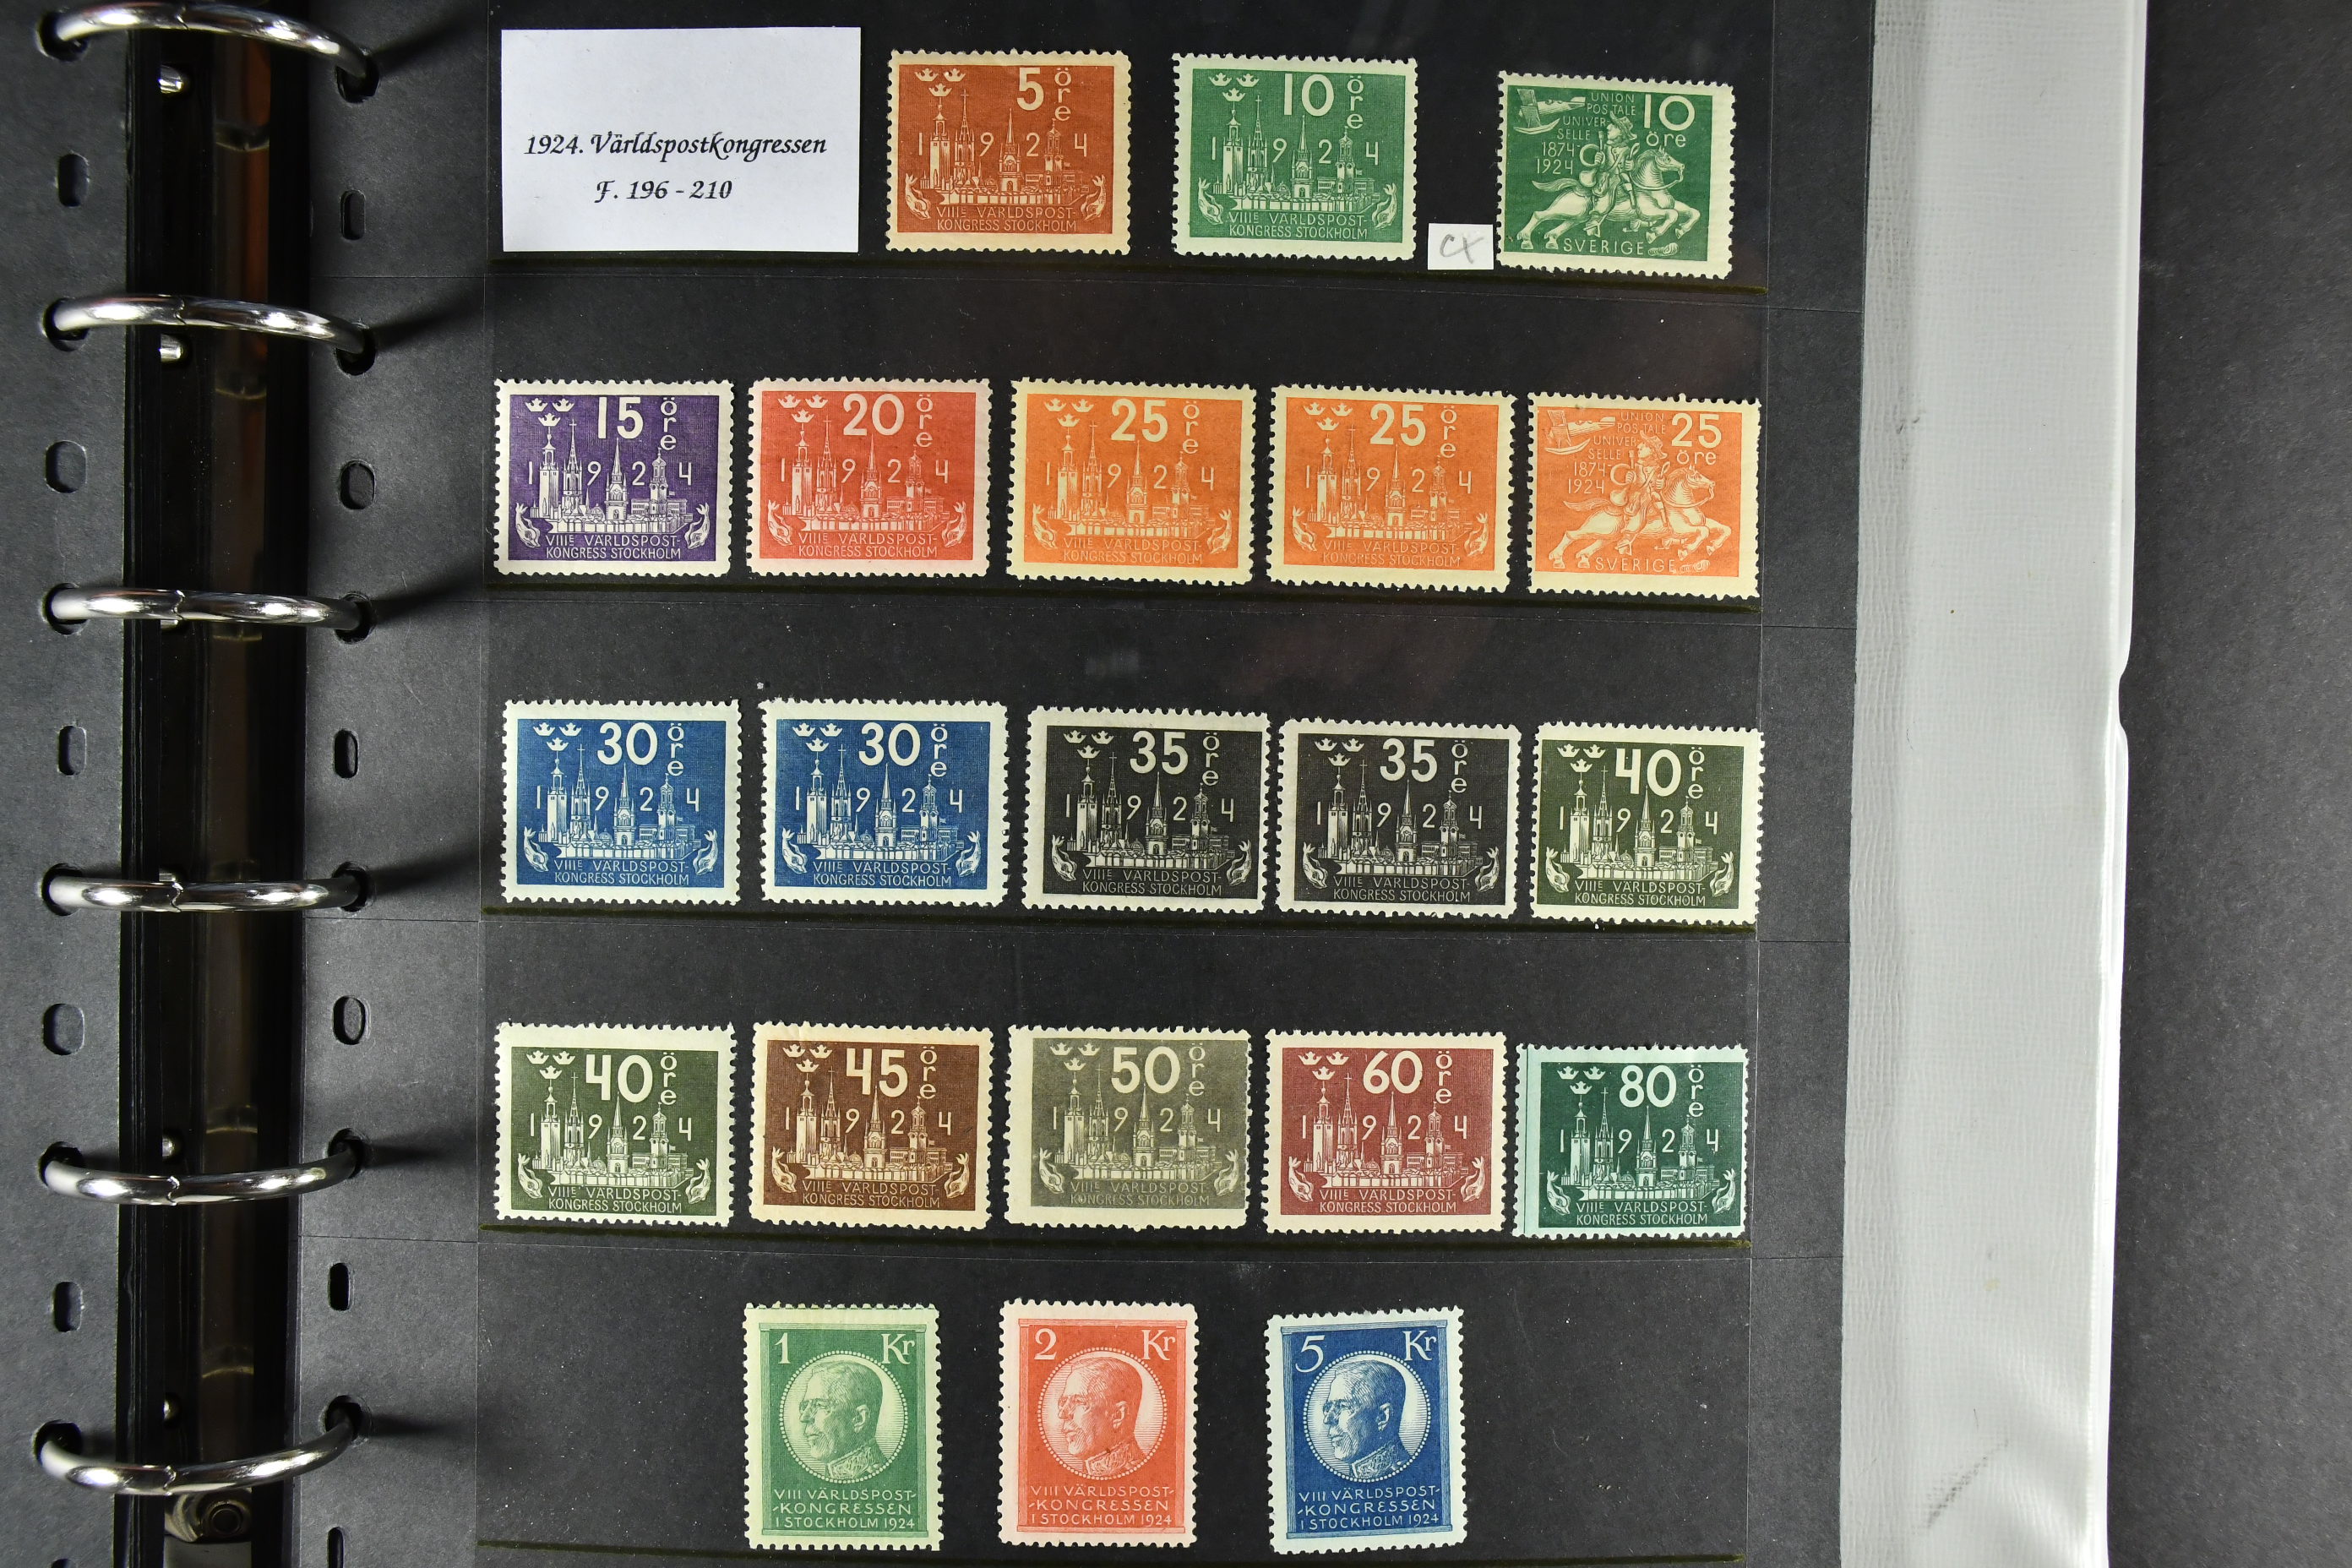 1924. Världspostkongressen
F. 196 - 210
5 öre
1924
VIIIE VÄRLDSPOST-
KONGRESS STOCKHOLM
10 öre
1924
VIIIE VÄRLDSPOST-
KONGRESS STOCKHOLM
cx
UNION
POSTALE
UNIVER
SELLE
1874
1924
10
öre
SVERIGE
15 öre
1924
VIIIE VÄRLDSPOST-
KONGRESS STOCKHOLM
20 öre
1924
VIIIE VÄRLDSPOST-
KONGRESS STOCKHOLM
25 öre
1924
VIIIE VÄRLDSPOST-
KONGRESS STOCKHOLM
25 öre
1924
VIIIE VÄRLDSPOST-
KONGRESS STOCKHOLM
UNION
POSTALE
UNIVER
SELLE
1874
1924
25
öre
SVERIGE
30 öre
1924
VIIIE VÄRLDSPOST-
KONGRESS STOCKHOLM
30 öre
1924
VIIIE VÄRLDSPOST-
KONGRESS STOCKHOLM
35 öre
1924
VIIIE VÄRLDSPOST-
KONGRESS STOCKHOLM
35 öre
1924
VIIIE VÄRLDSPOST-
KONGRESS STOCKHOLM
40 öre
1924
VIIIE VÄRLDSPOST-
KONGRESS STOCKHOLM
40 öre
1924
VIIIE VÄRLDSPOST-
KONGRESS STOCKHOLM
45 öre
1924
VIIIE VÄRLDSPOST-
KONGRESS STOCKHOLM
50 öre
1924
VIIIE VÄRLDSPOST-
KONGRESS STOCKHOLM
60 öre
1924
VIIIE VÄRLDSPOST-
KONGRESS STOCKHOLM
80 öre
1924
VIIIE VÄRLDSPOST-
KONGRESS STOCKHOLM
1 Kr
VIII VÄRLDSPOST-
-KONGRESSEN
I STOCKHOLM 1924
2 Kr
VIII VÄRLDSPOST-
-KONGRESSEN
I STOCKHOLM 1924
5 Kr
VIII VÄRLDSPOST-
-KONGRESSEN
I STOCKHOLM 1924